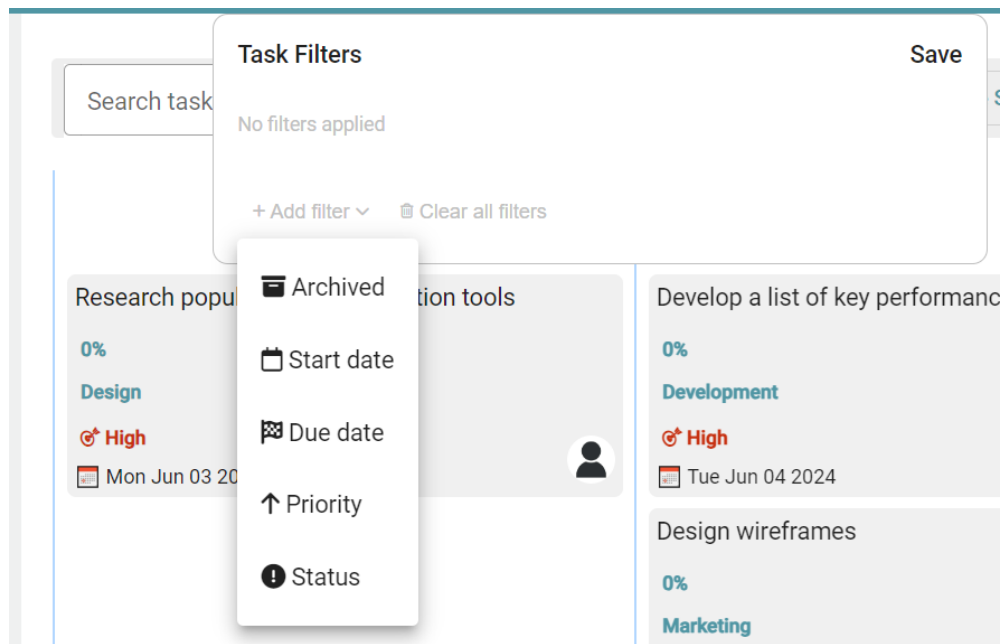 Task Filters
Save
Search task
No filters applied
+ Add filter
Clear all filters
Archived
Start date
Due date
Priority
Status
Research popu
tion tools
0%
Design
High
Mon Jun 03 20
Develop a list of key performanc
0%
Development
High
Tue Jun 04 2024
Design wireframes
0%
Marketing